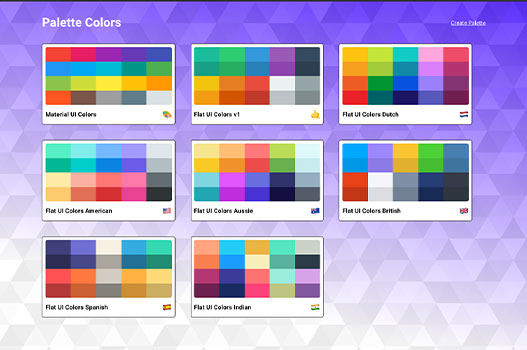 Palette Colors
Create Palette
Material UI Colors
Flat UI Colors v1
Flat UI Colors Dutch
Flat UI Colors American
Flat UI Colors Aussie
Flat UI Colors British
Flat UI Colors Spanish
Flat UI Colors Indian